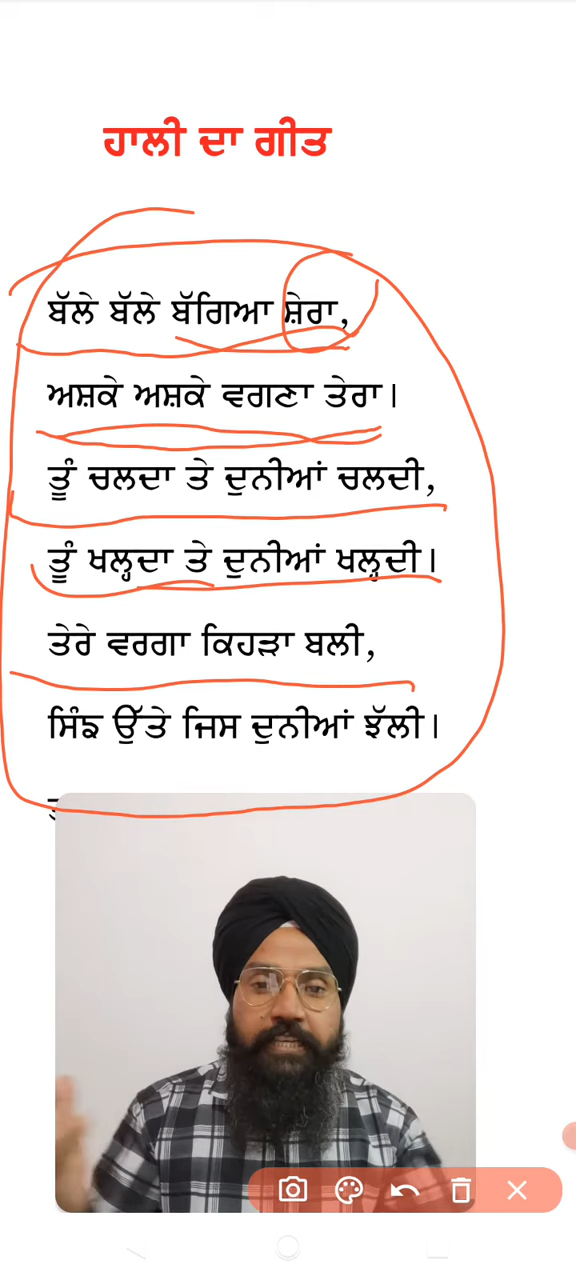 ਹਾਲੀ ਦਾ ਗੀਤ
ਬੱਲੇ ਬੱਲੇ ਬੱਗਿਆ ਸ਼ੇਰਾ,
ਅਸ਼ਕੇ ਅਸ਼ਕੇ ਵਗਣਾ ਤੇਰਾ।
ਤੂੰ ਚਲਦਾ ਤੇ ਦੁਨੀਆਂ ਚਲਦੀ,
ਤੂੰ ਖਲ੍ਹਦਾ ਤੇ ਦੁਨੀਆਂ ਖਲ੍ਹਦੀ।
ਤੇਰੇ ਵਰਗਾ ਕਿਹੜਾ ਬਲੀ,
ਸਿੰਙ ਉੱਤੇ ਜਿਸ ਦੁਨੀਆਂ ਝੱਲੀ।